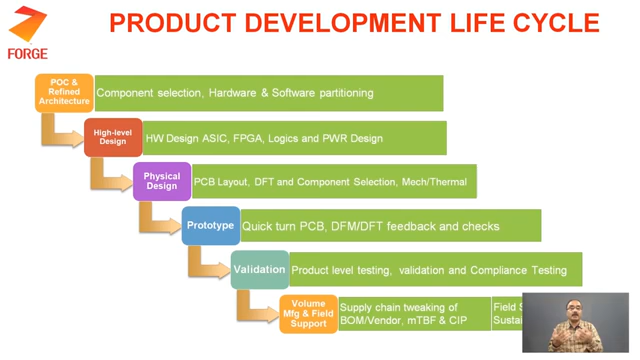 FORGE
PRODUCT DEVELOPMENT LIFE CYCLE
POC &
Refined
Architecture
Component selection, Hardware & Software partitioning
High-level
Design
HW Design ASIC, FPGA, Logics and PWR Design
Physical
Design
PCB Layout, DFT and Component Selection, Mech/Thermal
Prototype
Quick turn PCB, DFM/DFT feedback and checks
Validation
Product level testing, validation and Compliance Testing
Volume
Mfg & Field
Support
Supply chain tweaking of
BOM/Vendor, mTBF & CIP
Field